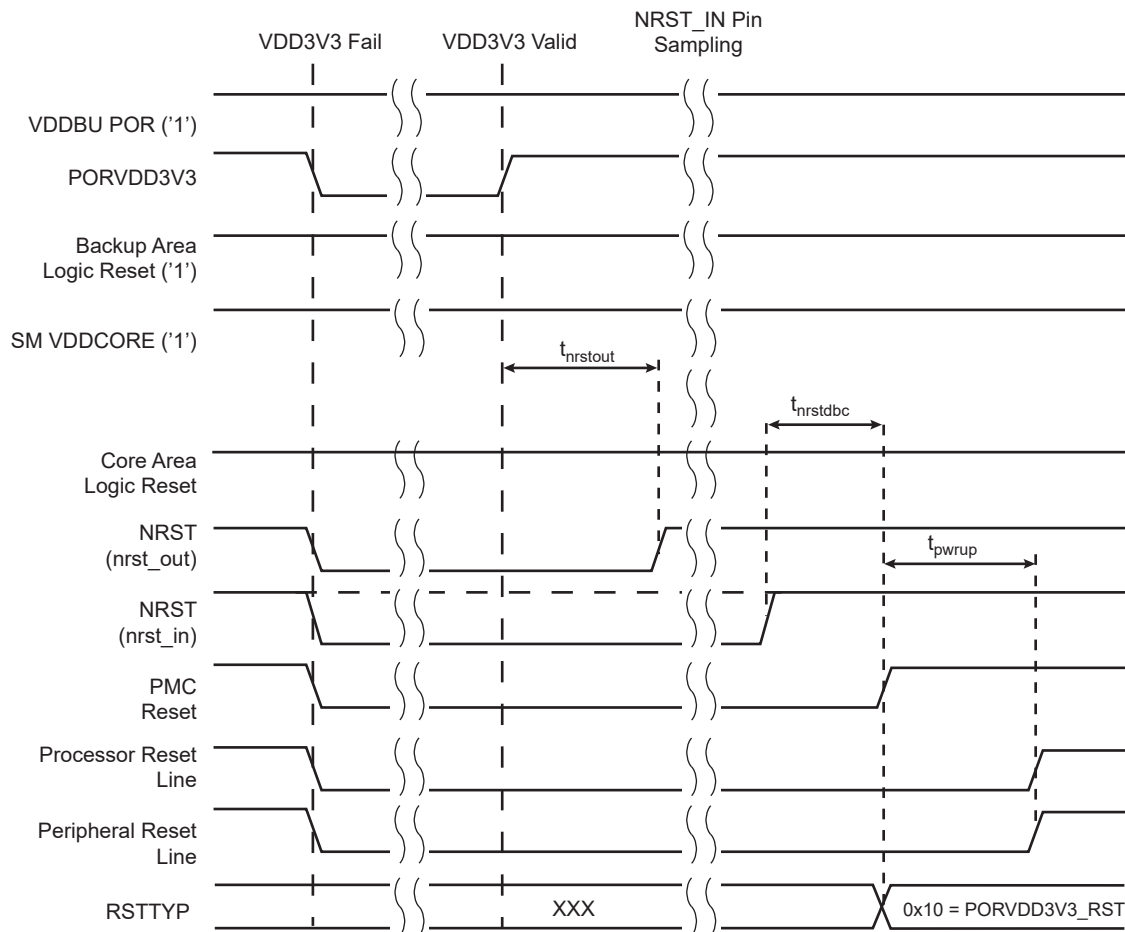 NRST_IN Pin
Sampling
VDD3V3 Fail
VDD3V3 Valid
VDDBU POR ('1')
PORVDD3V3
Backup Area
Logic Reset ('1')
SM VDDCORE ('1')
tnrstout
tnrstdbc
Core Area
Logic Reset
NRST
(nrst_out)
tpwrup
NRST
(nrst_in)
PMC
Reset
Processor Reset
Line
Peripheral Reset
Line
RSTTYP
XXX
0x10 = PORVDD3V3_RST